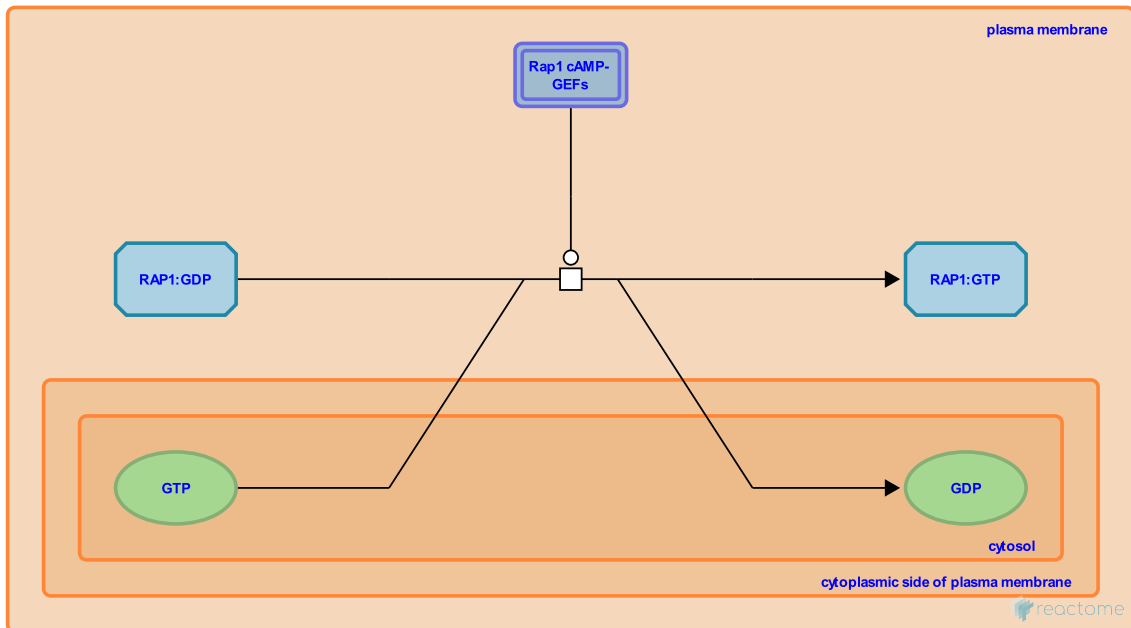 plasma membrane
Rap1 cAMP-
GEFs
RAP1:GDP
RAP1:GTP
GTP
GDP
cytosol
cytoplasmic side of plasma membrane
reactome